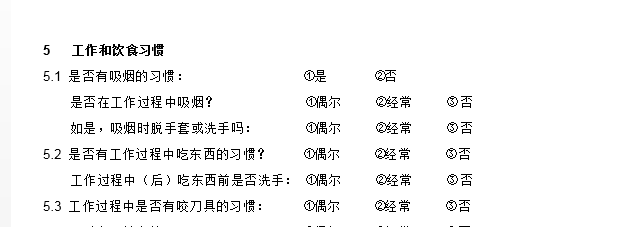 5 工作和饮食习惯
5.1 是否有吸烟的习惯： ①是 ②否
是否在工作过程中吸烟？ ①偶尔 ②经常 ③否
如是，吸烟时脱手套或洗手吗： ①偶尔 ②经常 ③否
5.2 是否有工作过程中吃东西的习惯？ ①偶尔 ②经常 ③否
工作过程中（后）吃东西前是否洗手： ①偶尔 ②经常 ③否
5.3 工作过程中是否有咬刀具的习惯： ①偶尔 ②经常 ③否